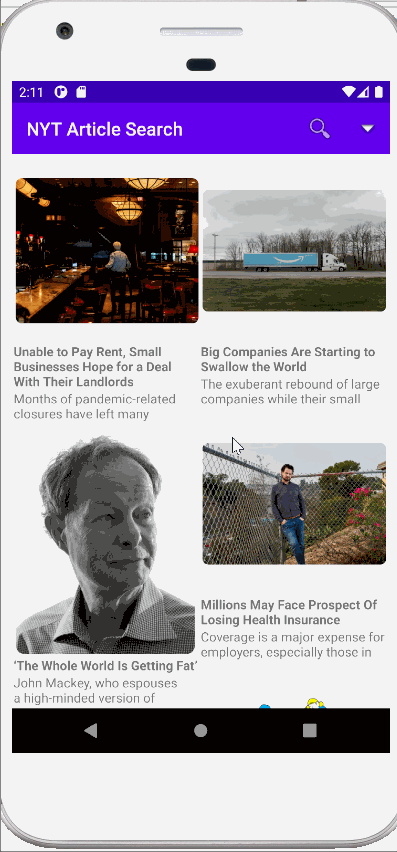 2:11
NYT Article Search
Unable to Pay Rent, Small
Businesses Hope for a Deal
With Their Landlords
Months of pandemic-related
closures have left many
Big Companies Are Starting to
Swallow the World
The exuberant rebound of large
companies while their small
‘The Whole World Is Getting Fat’
John Mackey, who espouses
a high-minded version of
Millions May Face Prospect Of
Losing Health Insurance
Coverage is a major expense for
employers, especially those in